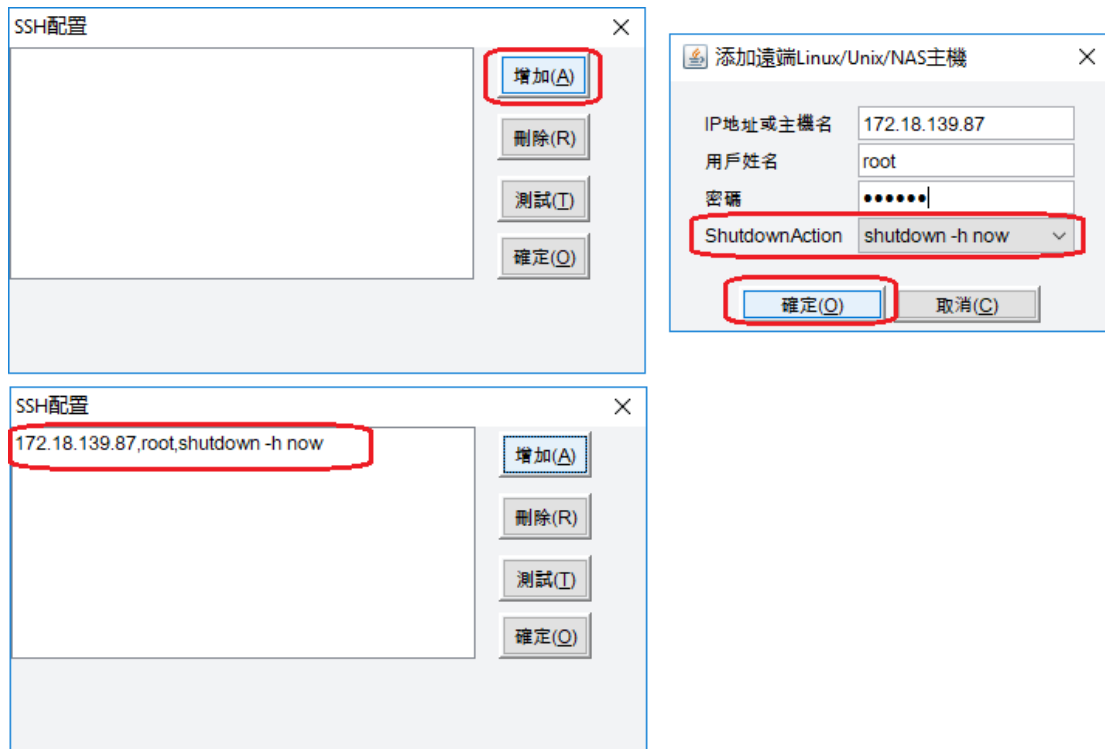 SSH配置
增加(A)
刪除(R)
測試(T)
確定(O)
添加遠端Linux/Unix/NAS主機
IP地址或主機名 172.18.139.87
用戶姓名 root
密碼 ••••••
ShutdownAction shutdown -h now
確定(O) 取消(C)
SSH配置
172.18.139.87,root,shutdown -h now
增加(A)
刪除(R)
測試(T)
確定(O)